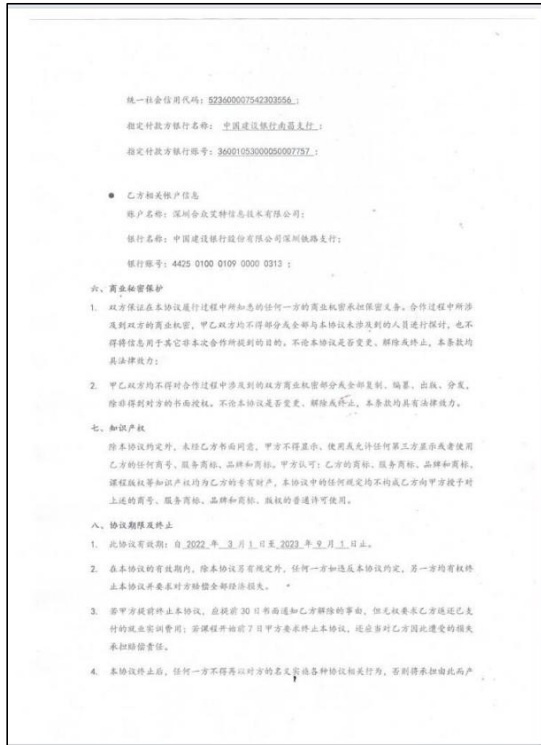 统一社会信用代码：523600007542303556；
指定付款方银行名称： 中国建设银行南昌支行；
指定付款方银行账号：36001053000050007757；
● 乙方相关帐户信息
账户名称：深圳合众艾特信息技术有限公司；
银行名称：中国建设银行股份有限公司深圳铁路支行；
银行账号：4425 0100 0109 0000 0313 ；
六、商业秘密保护
1. 双方保证在本协议履行过程中所知悉的任何一方的商业机密承担保密义务。合作过程中所涉
及到双方的商业机密，甲乙双方均不得部分或全部与本协议未涉及到的人员进行探讨，也不
得将信息用于其它非本次合作所提到的目的。不论本协议是否变更、解除或终止，本条款均
具法律效力；
2. 甲乙双方均不得对合作过程中涉及到的双方商业机密部分或全部复制、编篡、出版、分发，
除非得到对方的书面授权。不论本协议是否变更、解除或终止，本条款均具有法律效力。
七、知识产权
除本协议约定外，未经乙方书面同意，甲方不得显示、使用或允许任何第三方显示或者使用
乙方的任何商号、服务商标、品牌和商标。甲方认可：乙方的商标、服务商标、品牌和商标、
课程版权等知识产权均为乙方的专有财产，本协议中的任何规定均不构成乙方向甲方授予对
上述的商号、服务商标、品牌和商标、版权的普通许可使用。
八、协议期限及终止
1. 此协议有效期：自 2022 年 3 月 1 日至 2023 年 9 月 1 日止。
2. 在本协议的有效期内，除本协议另有规定外，任何一方如违反本协议约定，另一方均有权终
止本协议并要求对方赔偿全部经济损失。
3. 若甲方提前终止本协议，应提前 30 日书面通知乙方解除的事由，但无权要求乙方返还已支
付的就业实训费用；若课程开始前 7 日甲方要求终止本协议，还应当对乙方因此遭受的损失
承担赔偿责任。
4. 本协议终止后，任何一方不得再以对方的名义实施各种协议相关行为，否则将承担由此而产